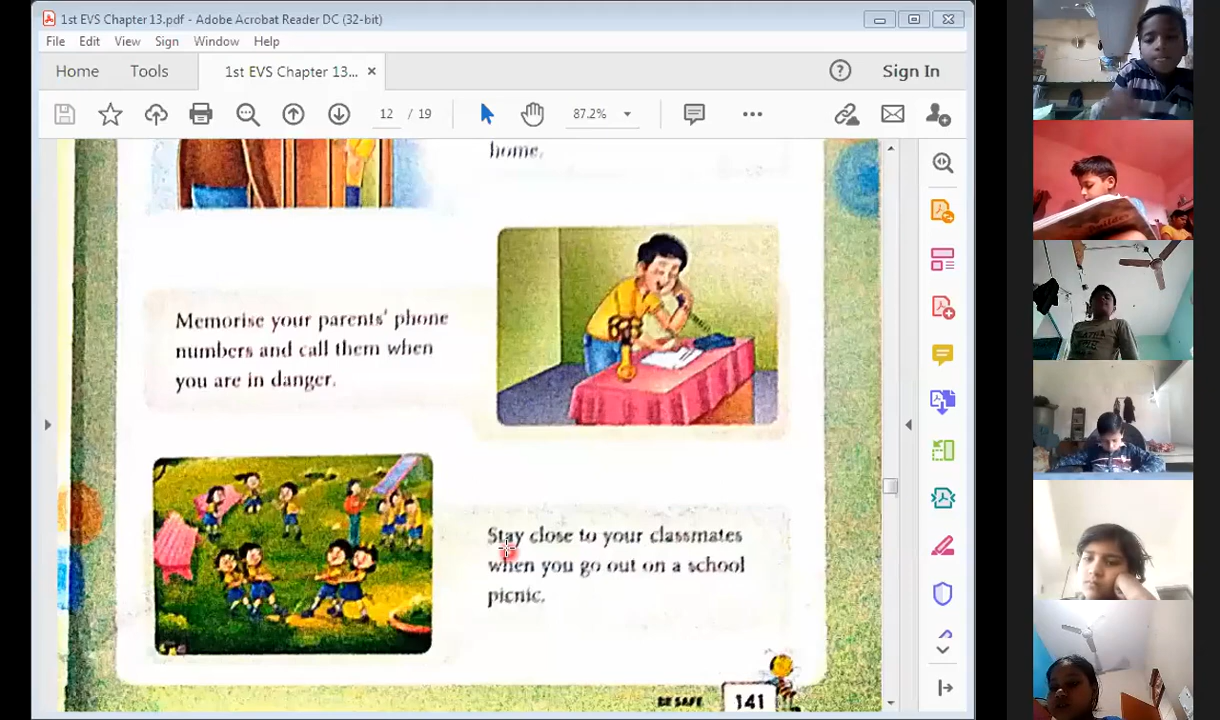 1st EVS Chapter 13.pdf - Adobe Acrobat Reader DC (32-bit)
File Edit View Sign Window Help
Home Tools 1st EVS Chapter 13... × Sign In
12 / 19 87.2%
home.
Memorise your parents' phone
numbers and call them when
you are in danger.
Stay close to your classmates
when you go out on a school
picnic.
BE SAFE 141